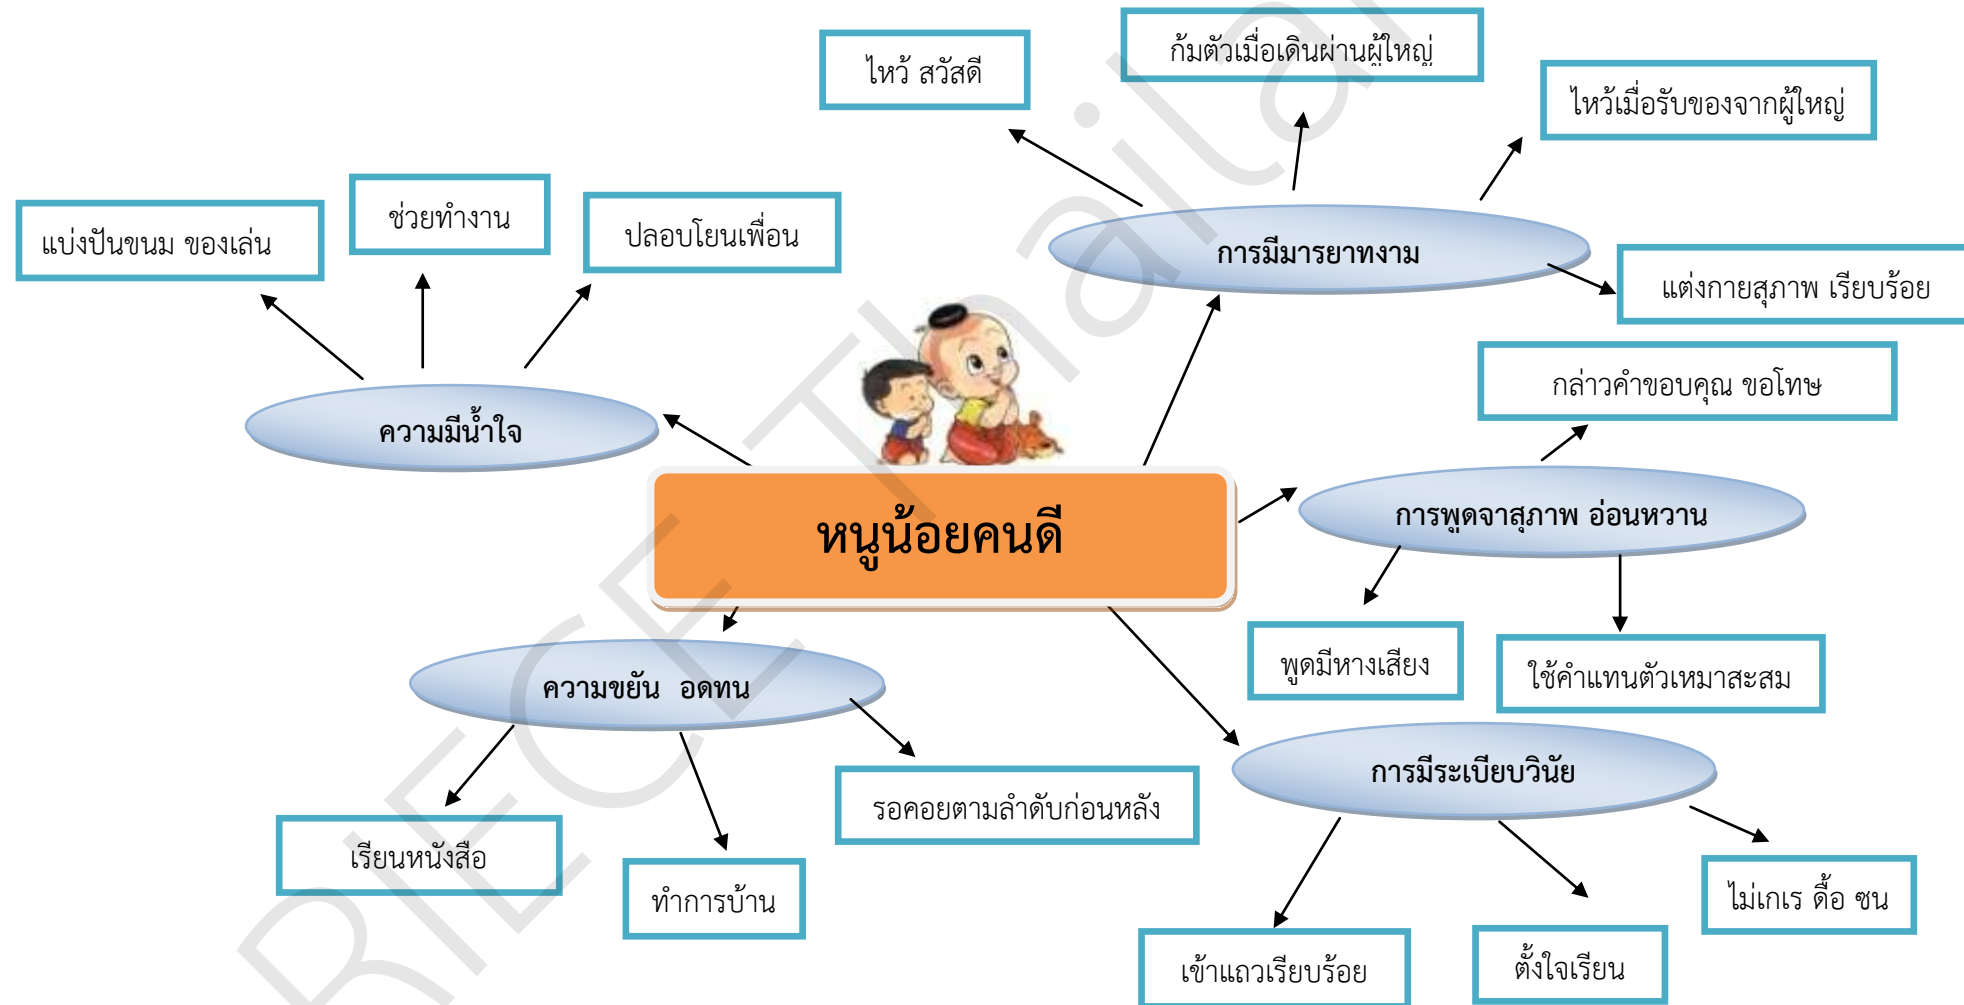 ก้มตัวเมื่อเดินผ่านผู้ใหญ่
ไหว้ สวัสดี
ไหว้เมื่อรับของจากผู้ใหญ่
แบ่งปันขนม ของเล่น
ช่วยทำงาน
ปลอบโยนเพื่อน
การมีมารยาทงาม
แต่งกายสุภาพ เรียบร้อย
กล่าวคำขอบคุณ ขอโทษ
ความมีน้ำใจ
หนูน้อยคนดี
การพูดจาสุภาพ อ่อนหวาน
พูดมีหางเสียง
ใช้คำแทนตัวเหมาสะสม
ความขยัน อดทน
การมีระเบียบวินัย
รอคอยตามลำดับก่อนหลัง
เรียนหนังสือ
ทำการบ้าน
ไม่เกเร ดื้อ ซน
เข้าแถวเรียบร้อย
ตั้งใจเรียน
RIECE Thailand